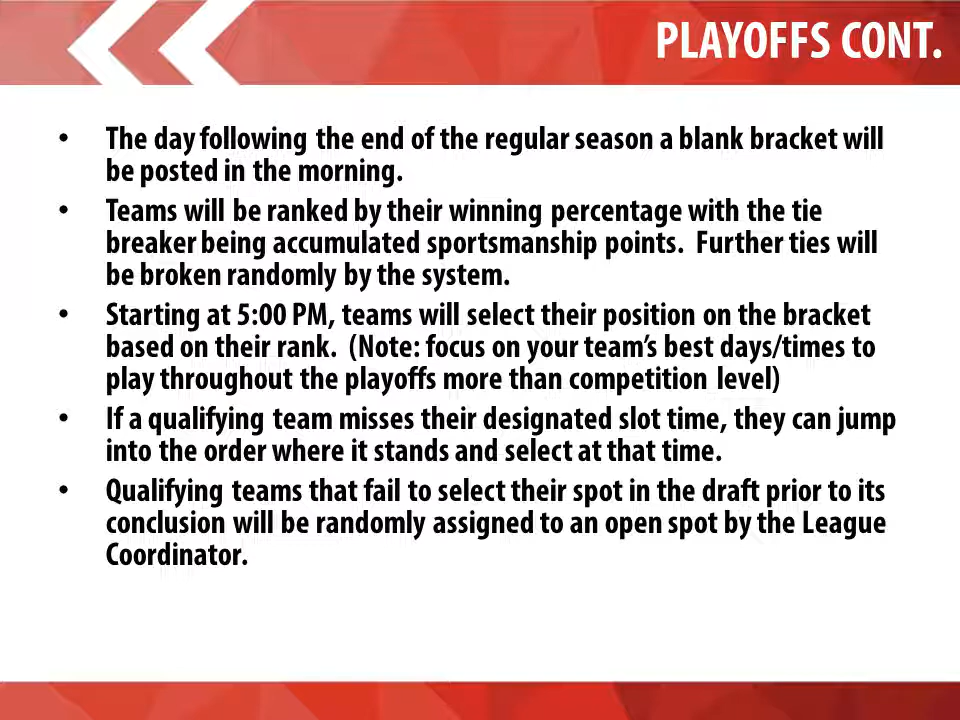 PLAYOFFS CONT.
• The day following the end of the regular season a blank bracket will
be posted in the morning.
• Teams will be ranked by their winning percentage with the tie
breaker being accumulated sportsmanship points.  Further ties will
be broken randomly by the system.
• Starting at 5:00 PM, teams will select their position on the bracket
based on their rank.  (Note: focus on your team’s best days/times to
play throughout the playoffs more than competition level)
• If a qualifying team misses their designated slot time, they can jump
into the order where it stands and select at that time.
• Qualifying teams that fail to select their spot in the draft prior to its
conclusion will be randomly assigned to an open spot by the League
Coordinator.